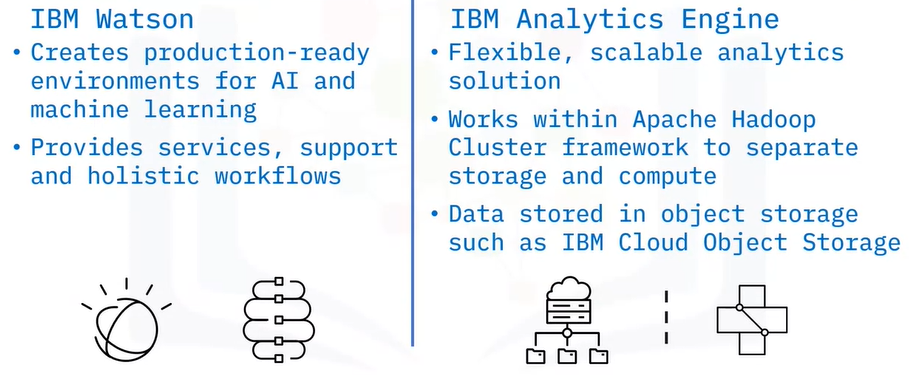 IBM Watson
• Creates production-ready
environments for AI and
machine learning
• Provides services, support
and holistic workflows
IBM Analytics Engine
• Flexible, scalable analytics
solution
• Works within Apache Hadoop
Cluster framework to separate
storage and compute
• Data stored in object storage
such as IBM Cloud Object Storage